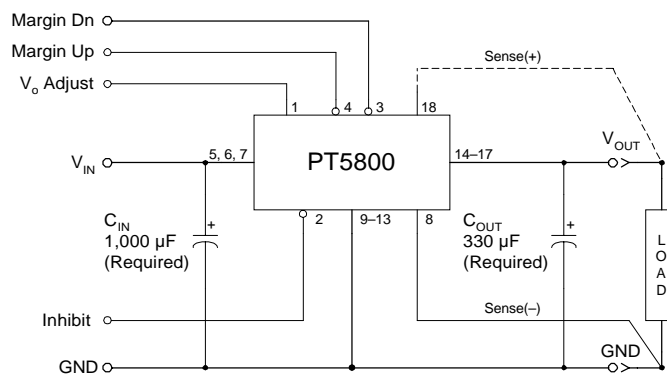 Margin Dn
Margin Up
Vo Adjust
Sense(+)
1
4
3
18
VOUT
VIN
5, 6, 7
PT5800
14–17
2
9–13
8
CIN
1,000 µF
(Required)
+
COUT
330 µF
(Required)
+
LOAD
Inhibit
Sense(–)
GND
GND